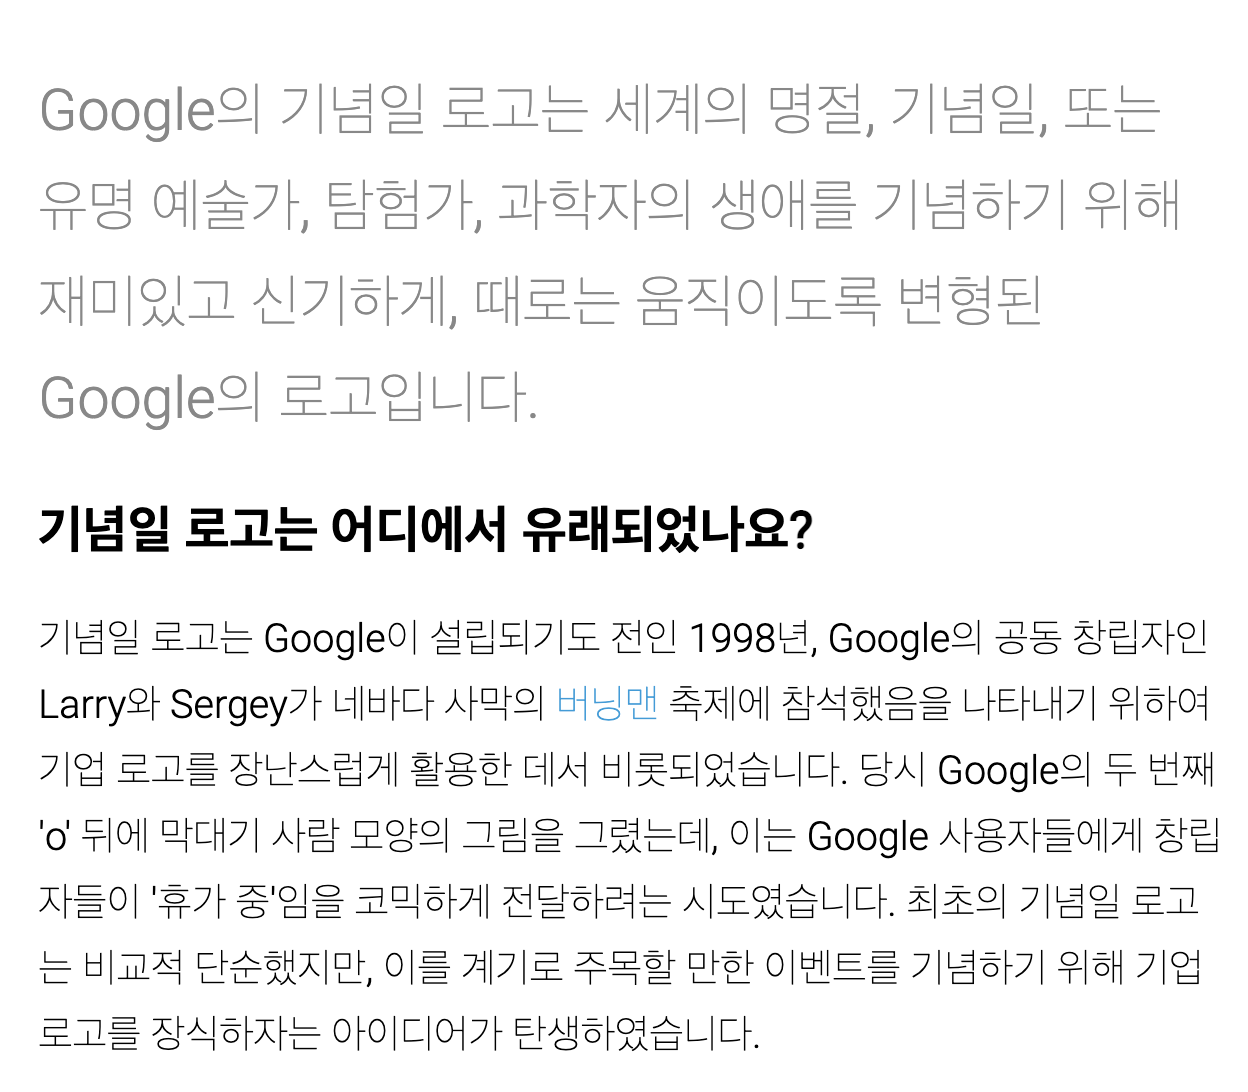 Google의 기념일 로고는 세계의 명절, 기념일, 또는
유명 예술가, 탐험가, 과학자의 생애를 기념하기 위해
재미있고 신기하게, 때로는 움직이도록 변형된
Google의 로고입니다.
기념일 로고는 어디에서 유래되었나요?
기념일 로고는 Google이 설립되기도 전인 1998년, Google의 공동 창립자인
Larry와 Sergey가 네바다 사막의 버닝맨 축제에 참석했음을 나타내기 위하여
기업 로고를 장난스럽게 활용한 데서 비롯되었습니다. 당시 Google의 두 번째
'o' 뒤에 막대기 사람 모양의 그림을 그렸는데, 이는 Google 사용자들에게 창립
자들이 '휴가 중'임을 코믹하게 전달하려는 시도였습니다. 최초의 기념일 로고
는 비교적 단순했지만, 이를 계기로 주목할 만한 이벤트를 기념하기 위해 기업
로고를 장식하자는 아이디어가 탄생하였습니다.